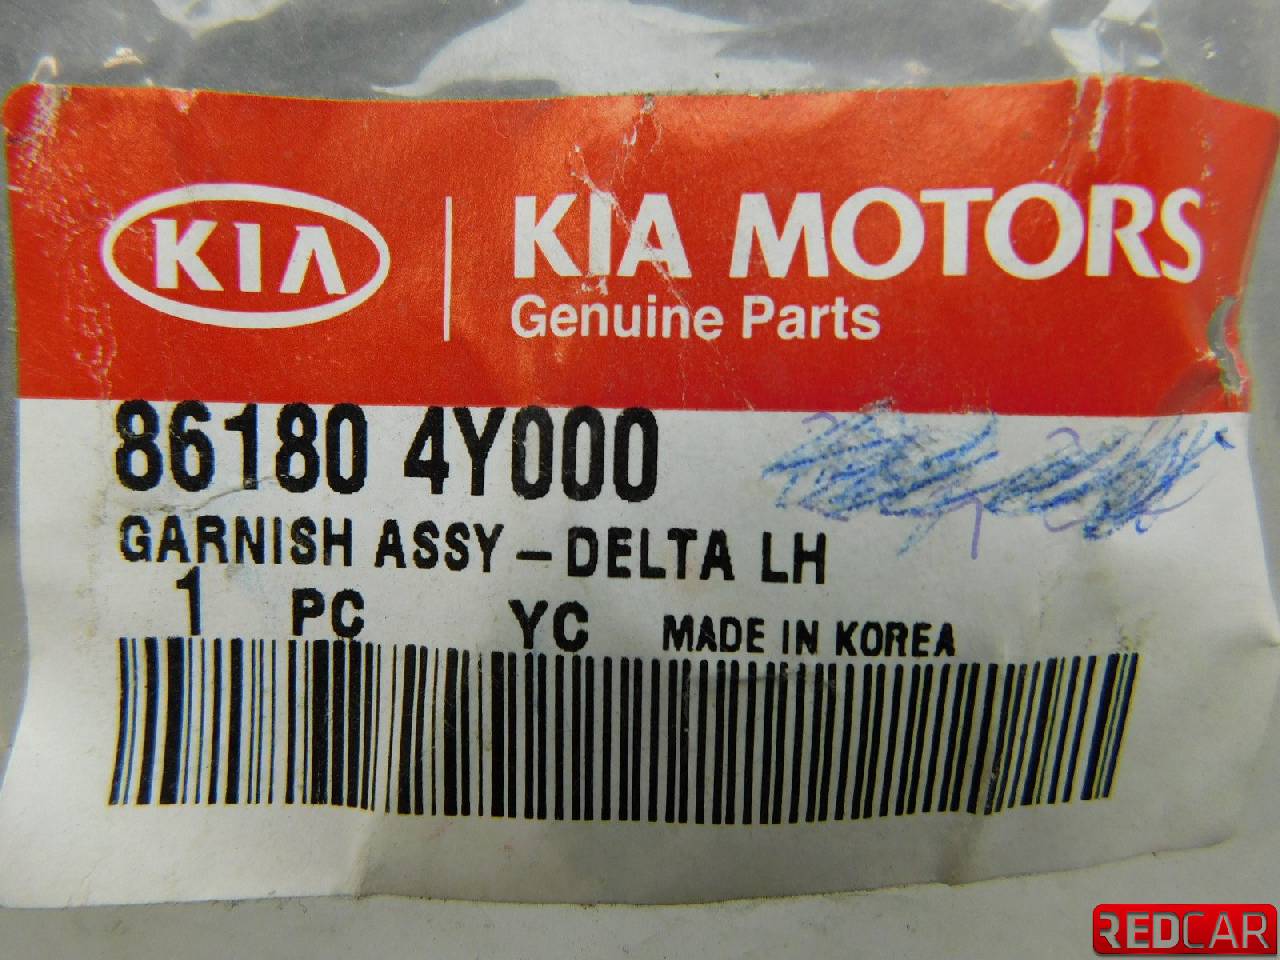 KIA
KIA MOTORS
Genuine Parts
86180 4Y000
GARNISH ASSY-DELTA LH
1 PC YC MADE IN KOREA
REDCAR